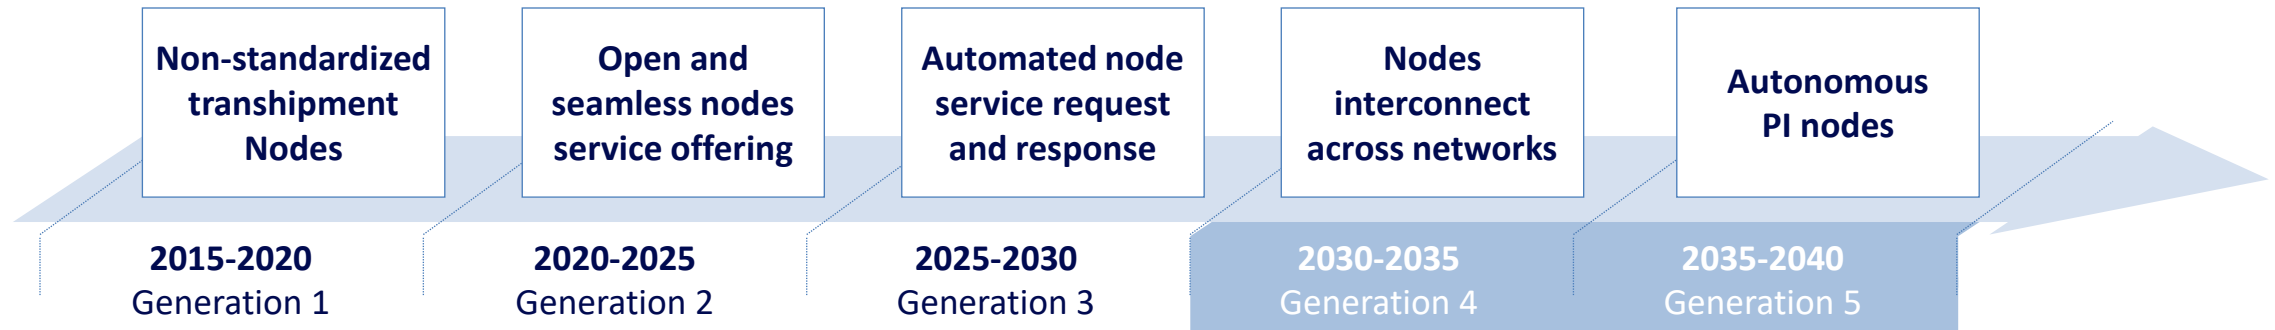 Non-standardized
transhipment
Nodes
Open and
seamless nodes
service offering
Automated node
service request
and response
Nodes
interconnect
across networks
Autonomous
PI nodes
2015-2020
Generation 1
2020-2025
Generation 2
2025-2030
Generation 3
2030-2035
Generation 4
2035-2040
Generation 5